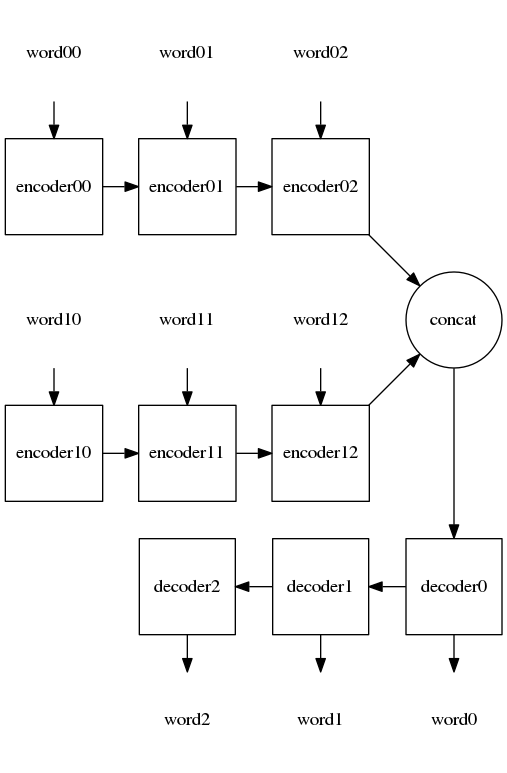 word00 word01 word02
encoder00 encoder01 encoder02
word10 word11 word12 concat
encoder10 encoder11 encoder12
decoder2 decoder1 decoder0
word2 word1 word0